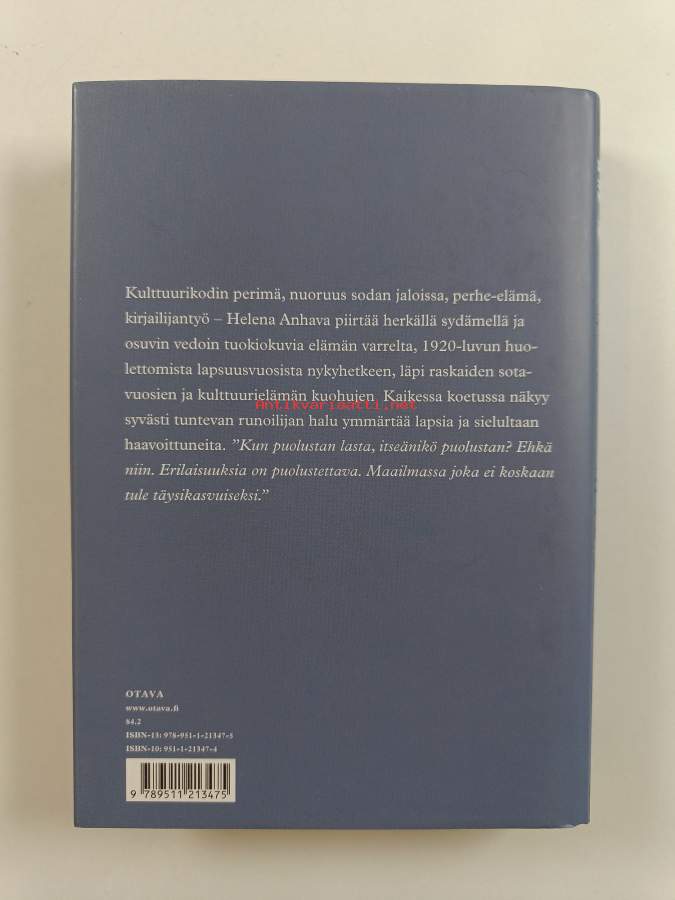 Kulttuurikodin perimä, nuoruus sodan jaloissa, perhe-elämä,
kirjailijantyö – Helena Anhava piirtää herkällä sydämellä ja
osuvin vedoin tuokiokuvia elämän varrelta, 1920-luvun huo-
lettomista lapsuusvuosista nykyhetkeen, läpi raskaiden sota-
vuosien ja kulttuurielämän kuohujen. Kaikessa koetussa näkyy
Antikvariaatti.net
syvästi tuntevan runoilijan halu ymmärtää lapsia ja sielultaan
haavoittuneita. ”Kun puolustan lasta, itseänikö puolustan? Ehkä
niin. Erilaisuuksia on puolustettava. Maailmassa joka ei koskaan
tule täysikasvuiseksi.”
OTAVA
www.otava.fi
84.2
ISBN-13: 978-951-1-21347-5
ISBN-10: 951-1-21347-4
9 789511 213475